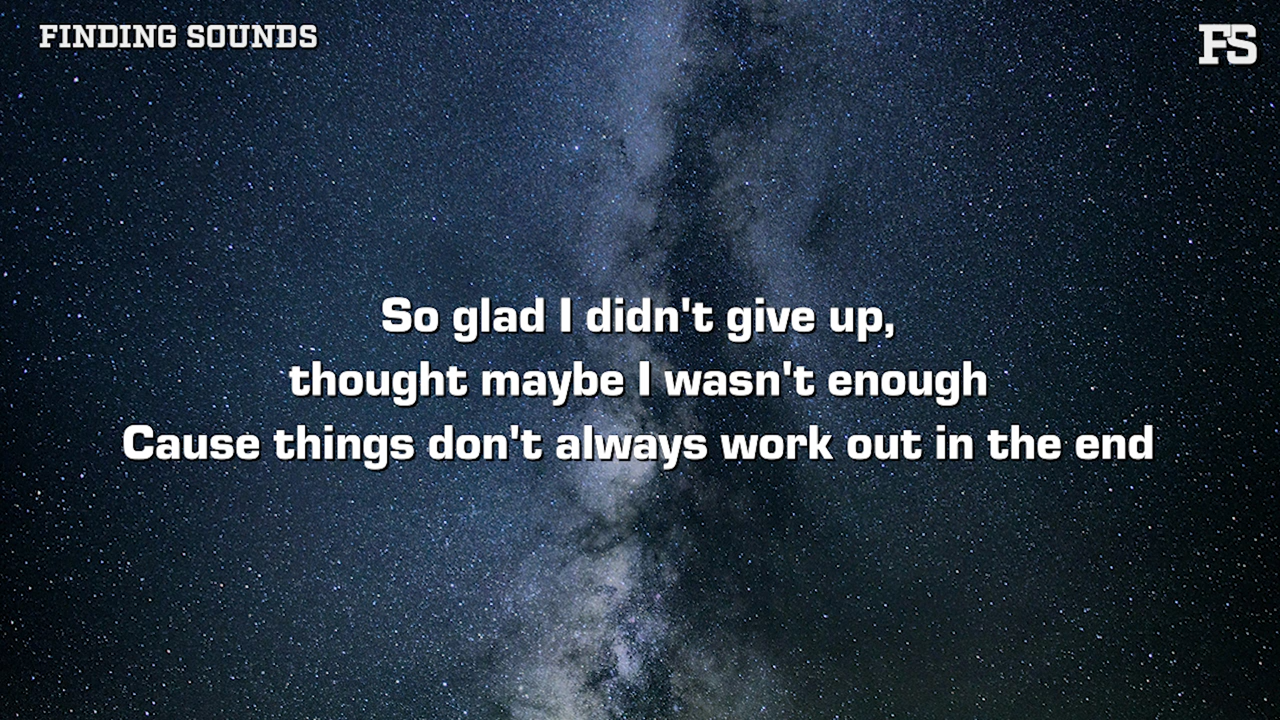 FINDING SOUNDS
FS
So glad I didn't give up,
thought maybe I wasn't enough
Cause things don't always work out in the end